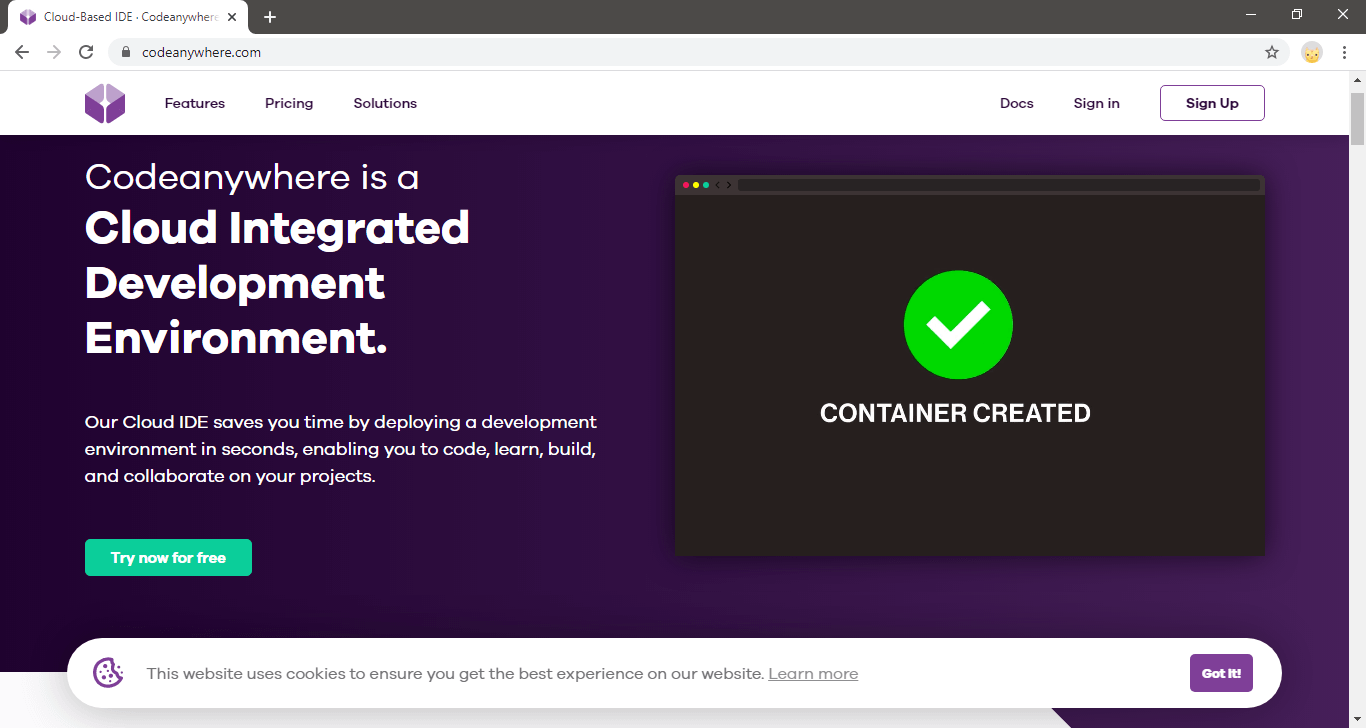 Cloud-Based IDE · Codeanywhere
codeanywhere.com
Features Pricing Solutions Docs Sign in Sign Up
Codeanywhere is a
Cloud Integrated
Development
Environment.
Our Cloud IDE saves you time by deploying a development
environment in seconds, enabling you to code, learn, build,
and collaborate on your projects.
Try now for free
CONTAINER CREATED
This website uses cookies to ensure you get the best experience on our website. Learn more
Got It!